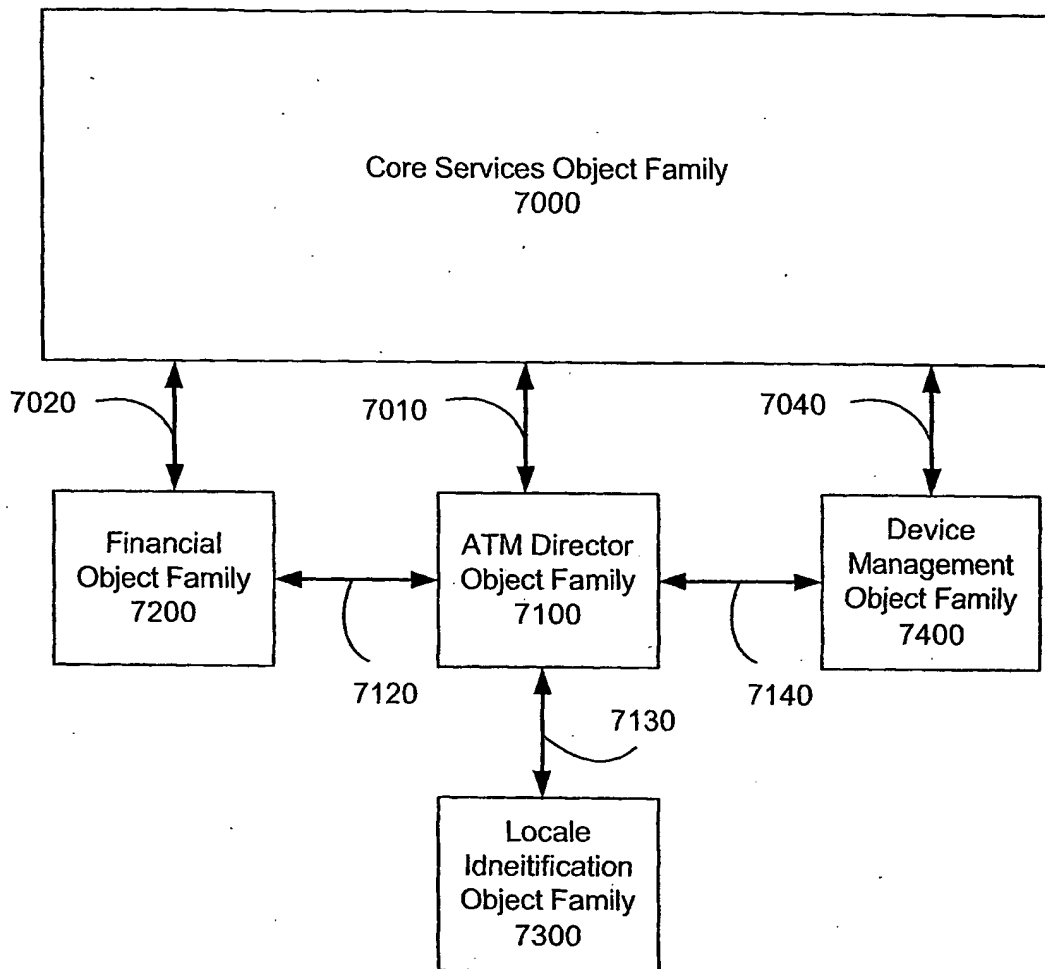 Core Services Object Family
7000
7020
7010
7040
Financial
Object Family
7200
ATM Director
Object Family
7100
Device
Management
Object Family
7400
7120
7140
7130
Locale
Idneitification
Object Family
7300